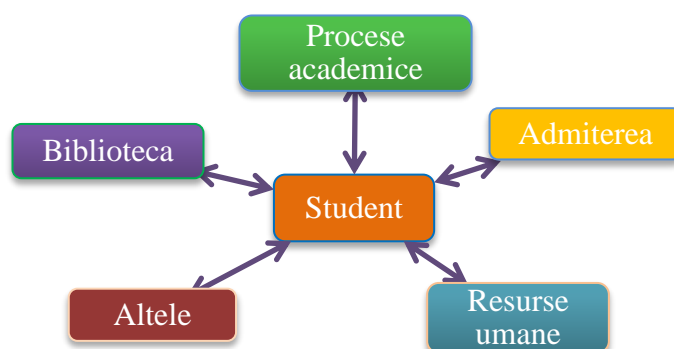 Procese
academice
Biblioteca
Admiterea
Student
Altele
Resurse
umane